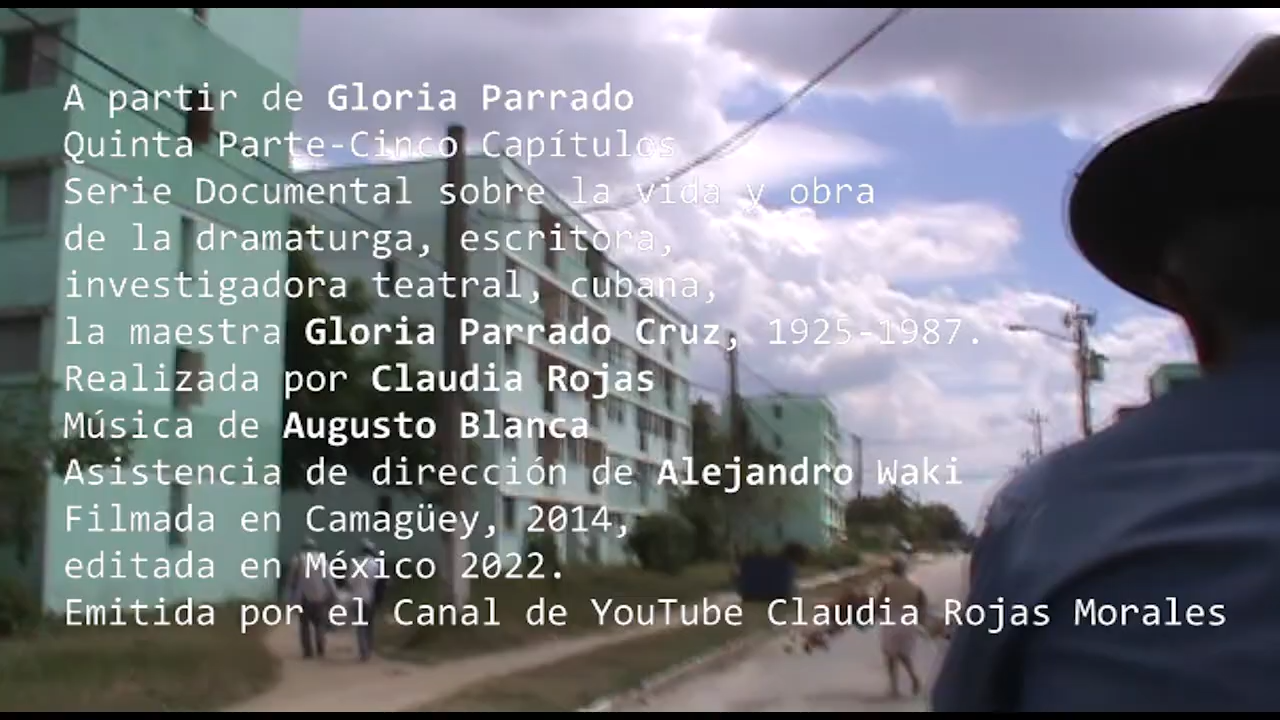 A partir de Gloria Parrado
Quinta Parte-Cinco Capítulos
Serie Documental sobre la vida y obra
de la dramaturga, escritora,
investigadora teatral, cubana,
la maestra Gloria Parrado Cruz, 1925-1987.
Realizada por Claudia Rojas
Música de Augusto Blanca
Asistencia de dirección de Alejandro Waki
Filmada en Camagüey, 2014,
editada en México 2022.
Emitida por el Canal de YouTube Claudia Rojas Morales